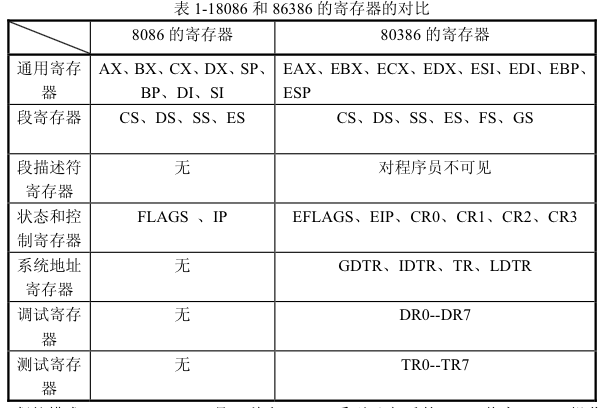 表 1-18086 和 86386 的寄存器的对比
8086 的寄存器
80386 的寄存器
通用寄存
器
AX、BX、CX、DX、SP、
BP、DI、SI
EAX、EBX、ECX、EDX、ESI、EDI、EBP、
ESP
段寄存器
CS、DS、SS、ES
CS、DS、SS、ES、FS、GS
段描述符
寄存器
无
对程序员不可见
状态和控
制寄存器
FLAGS 、IP
EFLAGS、EIP、CR0、CR1、CR2、CR3
系统地址
寄存器
无
GDTR、IDTR、TR、LDTR
调试寄存
器
无
DR0--DR7
测试寄存
器
无
TR0--TR7